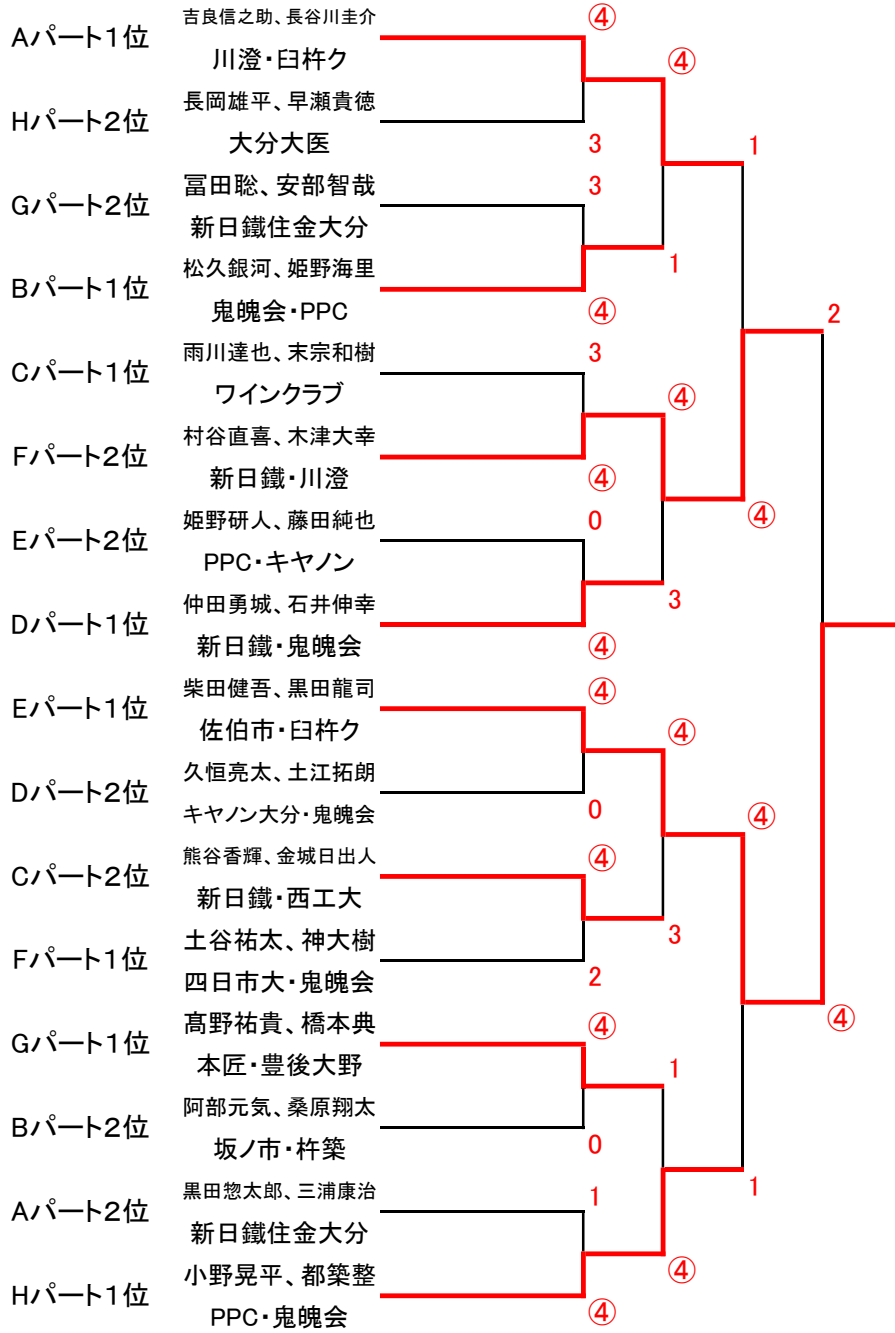 Aパート1位
吉良信之助、長谷川圭介
川澄・臼杵ク
④
④
Hパート2位
長岡雄平、早瀬貴徳
大分大医
3
1
Gパート2位
冨田聡、安部智哉
新日鐵住金大分
3
1
Bパート1位
松久銀河、姫野海里
鬼魄会・PPC
④
2
Cパート1位
雨川達也、末宗和樹
ワインクラブ
3
④
Fパート2位
村谷直喜、木津大幸
新日鐵・川澄
④
④
Eパート2位
姫野研人、藤田純也
PPC・キヤノン
0
3
Dパート1位
仲田勇城、石井伸幸
新日鐵・鬼魄会
④
Eパート1位
柴田健吾、黒田龍司
佐伯市・臼杵ク
④
④
Dパート2位
久恒亮太、土江拓朗
キヤノン大分・鬼魄会
0
④
Cパート2位
熊谷香輝、金城日出人
新日鐵・西工大
④
3
Fパート1位
土谷祐太、神大樹
四日市大・鬼魄会
2
④
Gパート1位
髙野祐貴、橋本典
本匠・豊後大野
④
1
Bパート2位
阿部元気、桑原翔太
坂ノ市・杵築
0
1
Aパート2位
黒田惣太郎、三浦康治
新日鐵住金大分
1
④
Hパート1位
小野晃平、都築整
PPC・鬼魄会
④